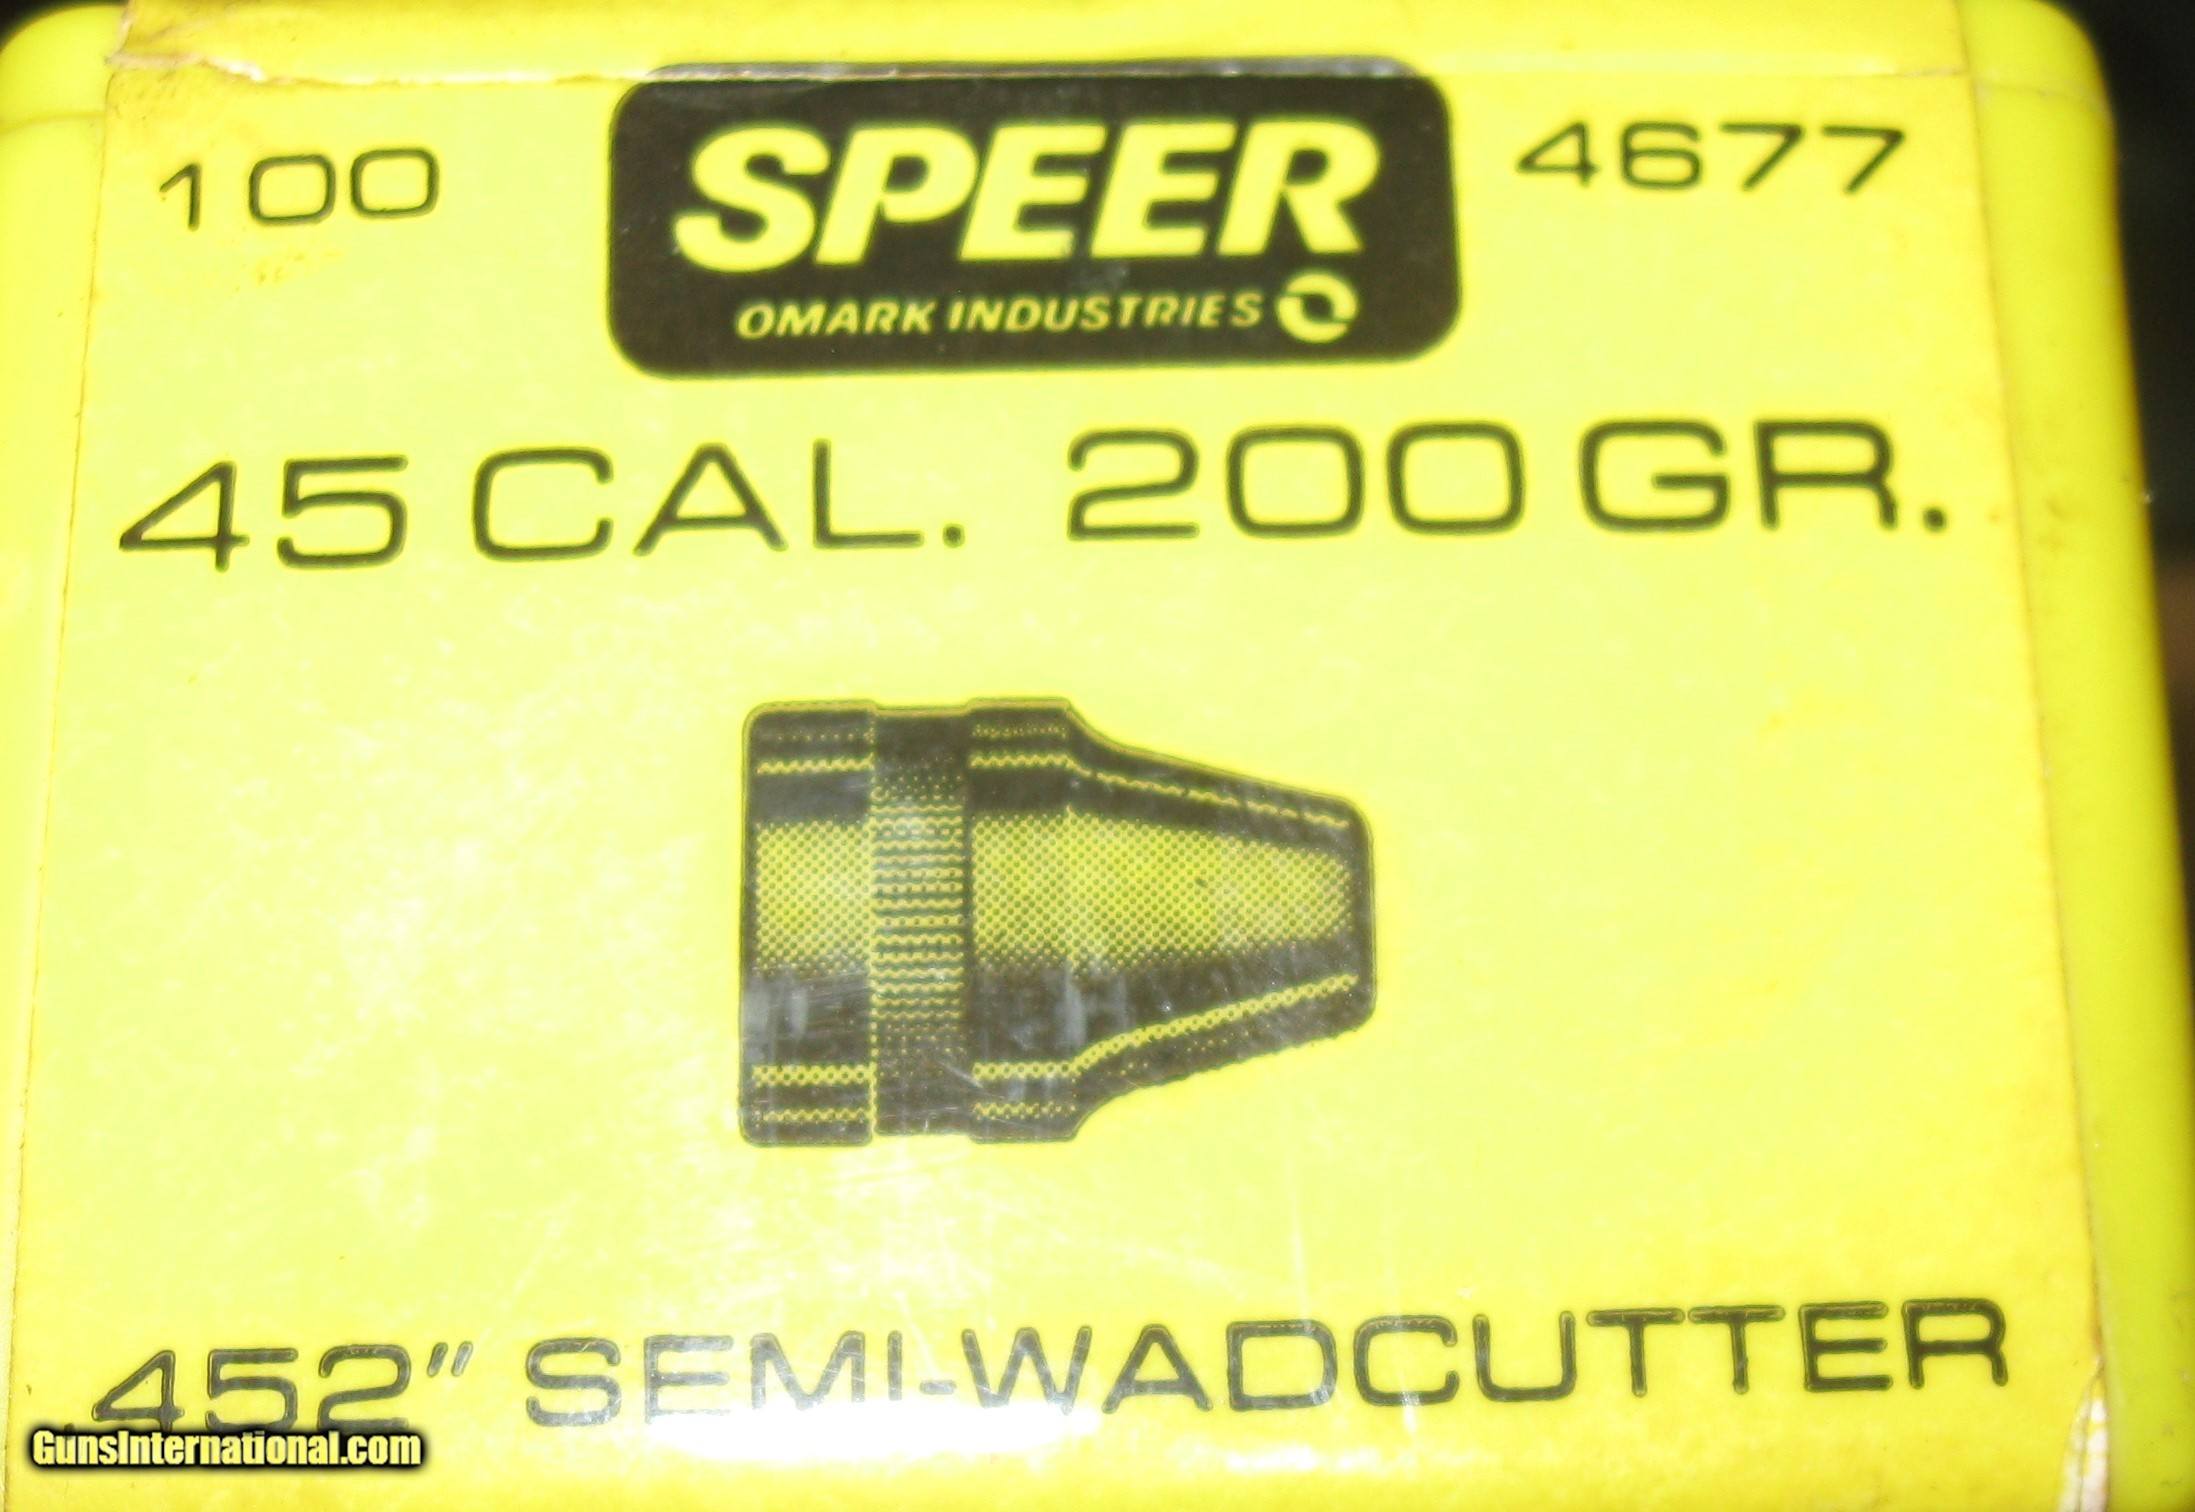 100 SPEER 4677
OMARK INDUSTRIES
45 CAL. 200 GR.
.452" SEMI-WADCUTTER
GunsInternational.com